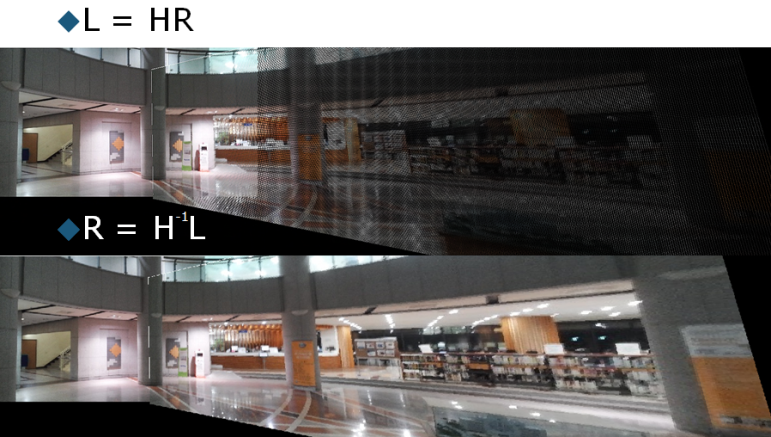 ◆L = HR
◆R = H⁻¹L